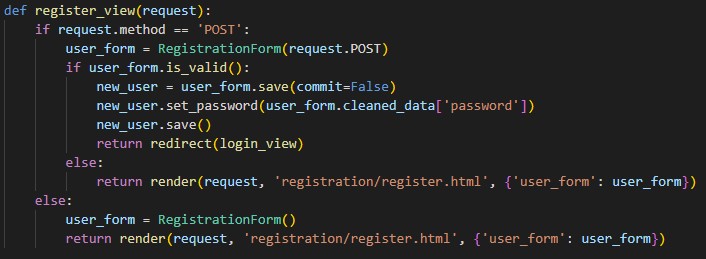 def register_view(request):
    if request.method == 'POST':
        user_form = RegistrationForm(request.POST)
        if user_form.is_valid():
            new_user = user_form.save(commit=False)
            new_user.set_password(user_form.cleaned_data['password'])
            new_user.save()
            return redirect(login_view)
        else:
            return render(request, 'registration/register.html', {'user_form': user_form})
    else:
        user_form = RegistrationForm()
        return render(request, 'registration/register.html', {'user_form': user_form})